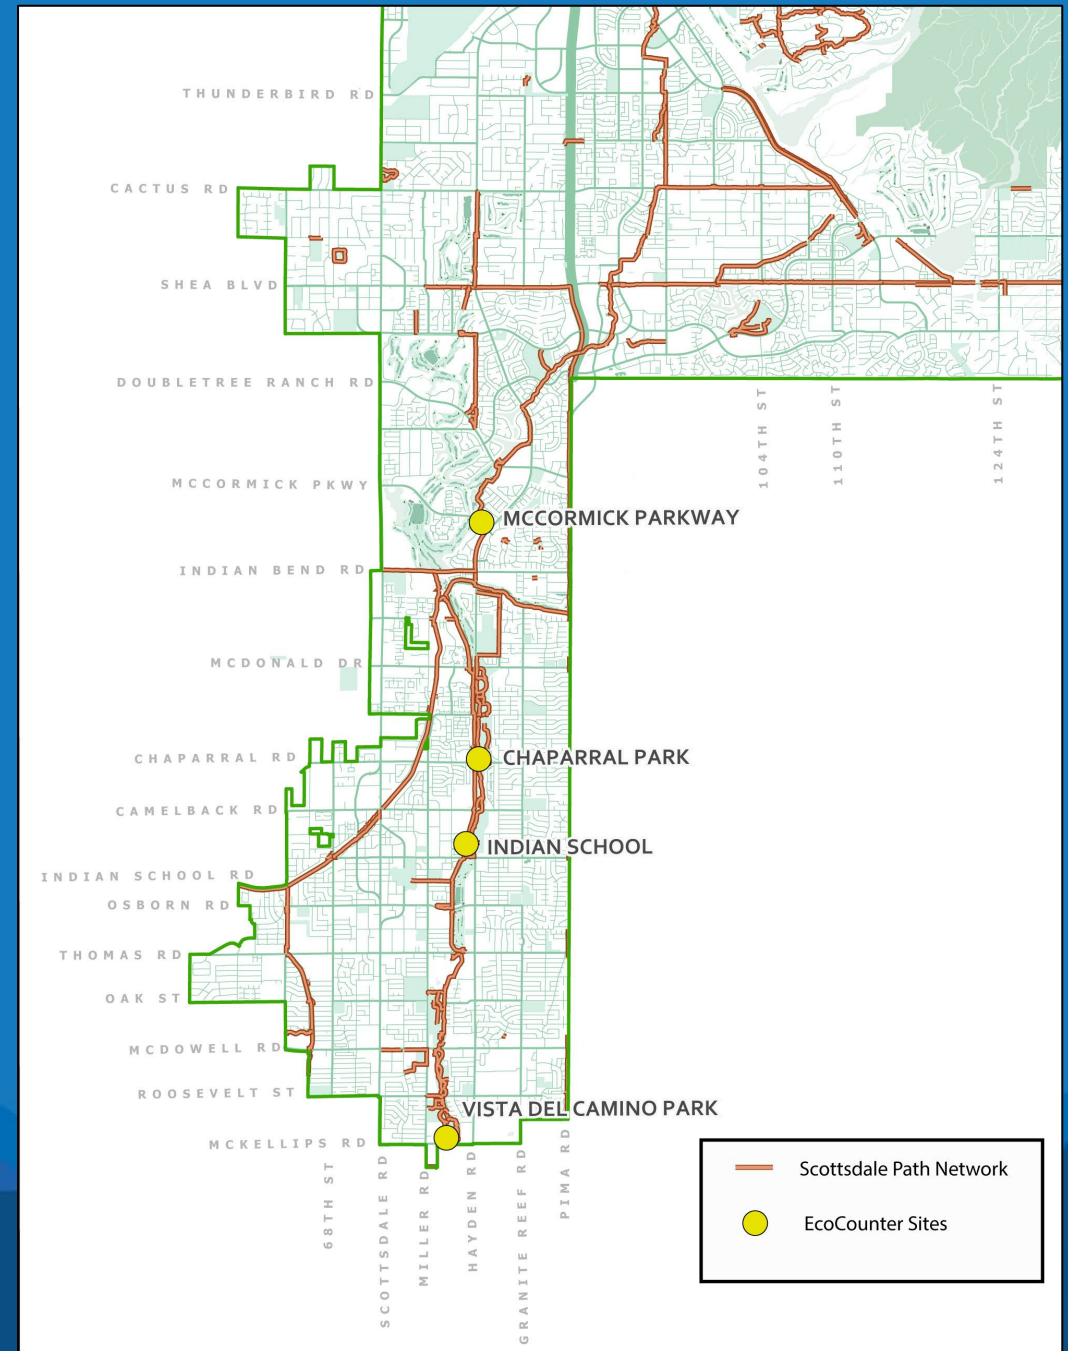 THUNDERBIRD RD
CACTUS RD
SHEA BLVD
DOUBLETREE RANCH RD
104TH ST
110TH ST
124TH ST
MCCORMICK PKWY
MCCORMICK PARKWAY
INDIAN BEND RD
MCDONALD DR
CHAPARRAL RD
CHAPARRAL PARK
CAMELBACK RD
INDIAN SCHOOL
INDIAN SCHOOL RD
OSBORN RD
THOMAS RD
OAK ST
MCDOWELL RD
ROOSEVELT ST
VISTA DEL CAMINO PARK
MCKELLIPS RD
68TH ST
SCOTTSDALE RD
MILLER RD
HAYDEN RD
GRANITE REEF RD
PIMA RD
Scottsdale Path Network
EcoCounter Sites